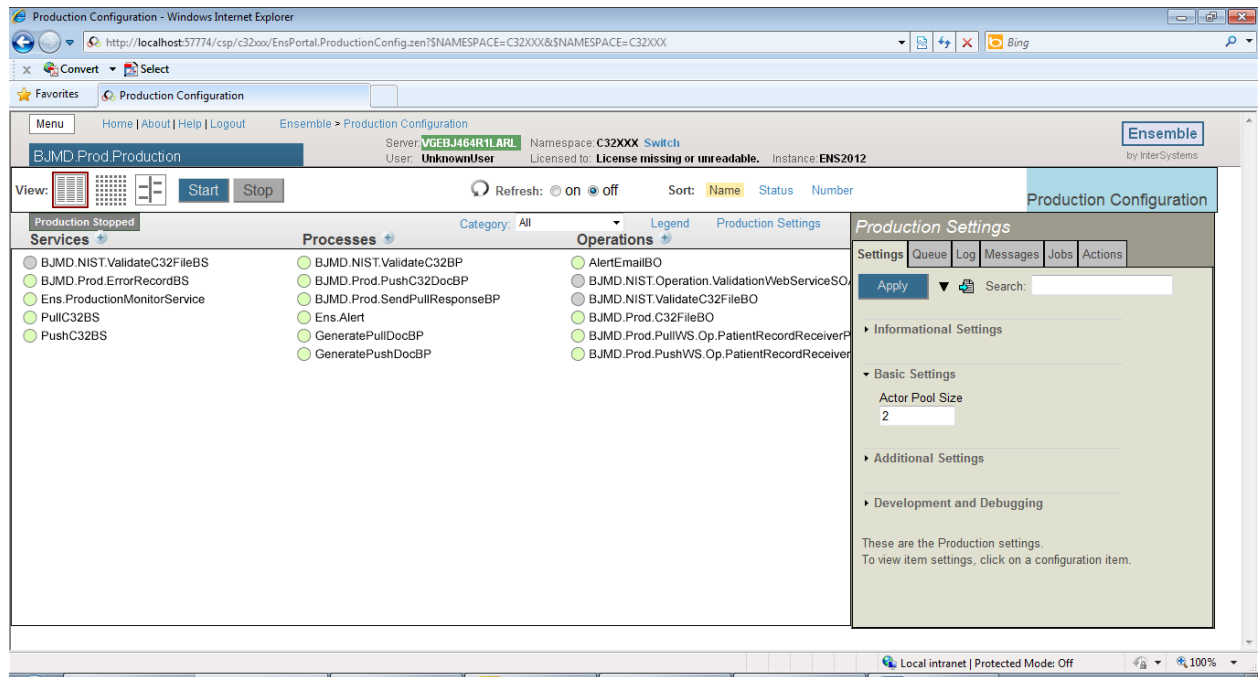 Production Configuration - Windows Internet Explorer
http://localhost:57774/csp/c32xxx/EnsPortal.ProductionConfig.zen?$NAMESPACE=C32XXX&$NAMESPACE=C32XXX
Bing
x Convert Select
Favorites Production Configuration
Menu Home | About | Help | Logout Ensemble > Production Configuration
Server: VGEBJ464R1LARL Namespace: C32XXX Switch
Ensemble
BJMD.Prod.Production
User: UnknownUser Licensed to: License missing or unreadable. Instance: ENS2012
by InterSystems
View: Start Stop Refresh: on off Sort: Name Status Number
Production Configuration
Production Stopped
Category: All Legend Production Settings
Services Processes Operations
BJMD.NIST.ValidateC32FileBS BJMD.NIST.ValidateC32BP AlertEmailBO
BJMD.Prod.ErrorRecordBS BJMD.Prod.PushC32DocBP BJMD.NIST.Operation.ValidationWebServiceSO
Ens.ProductionMonitorService BJMD.Prod.SendPullResponseBP BJMD.NIST.ValidateC32FileBO
PullC32BS Ens.Alert BJMD.Prod.C32FileBO
PushC32BS GeneratePullDocBP BJMD.Prod.PullWS.Op.PatientRecordReceiverP
GeneratePushDocBP BJMD.Prod.PushWS.Op.PatientRecordReceiver
Production Settings
Settings Queue Log Messages Jobs Actions
Apply Search:
Informational Settings
Basic Settings
Actor Pool Size
2
Additional Settings
Development and Debugging
These are the Production settings.
To view item settings, click on a configuration item.
Local intranet | Protected Mode: Off 100%